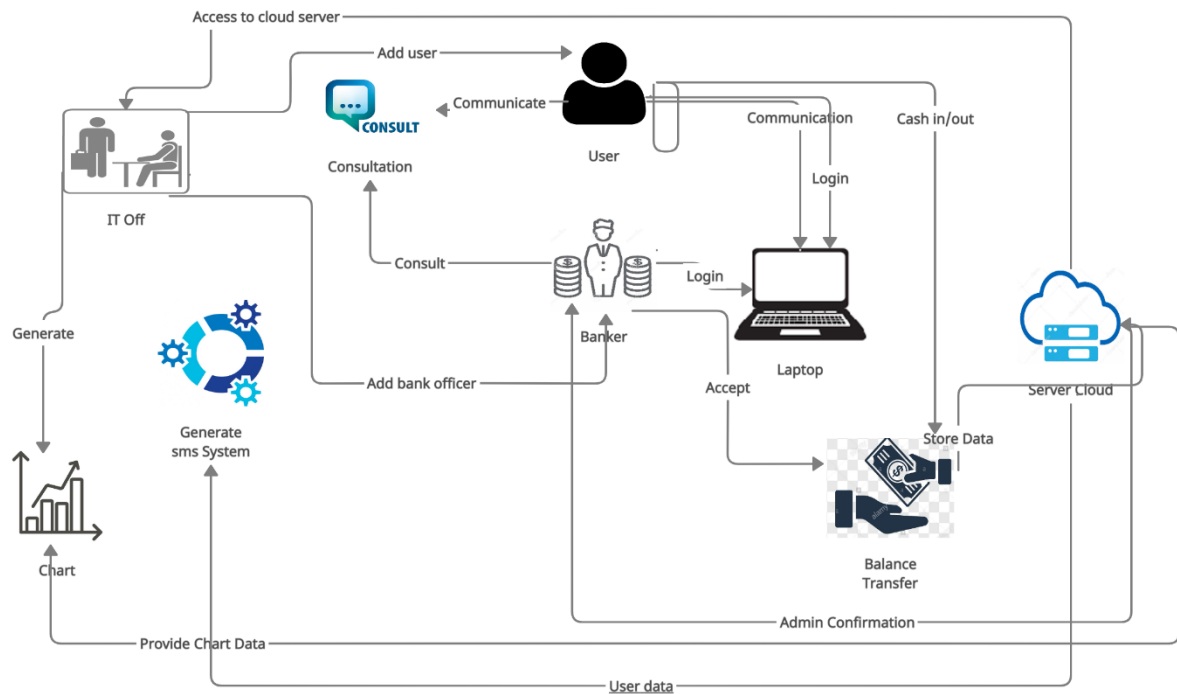 Access to cloud server
Add user
Communicate
CONSULT
Consultation
User
Communication
Cash in/out
Login
IT Off
Consult
Login
Banker
Laptop
Server Cloud
Generate
Add bank officer
Accept
Generate
sms System
Store Data
$
alamy
Chart
Balance
Transfer
Admin Confirmation
Provide Chart Data
User data